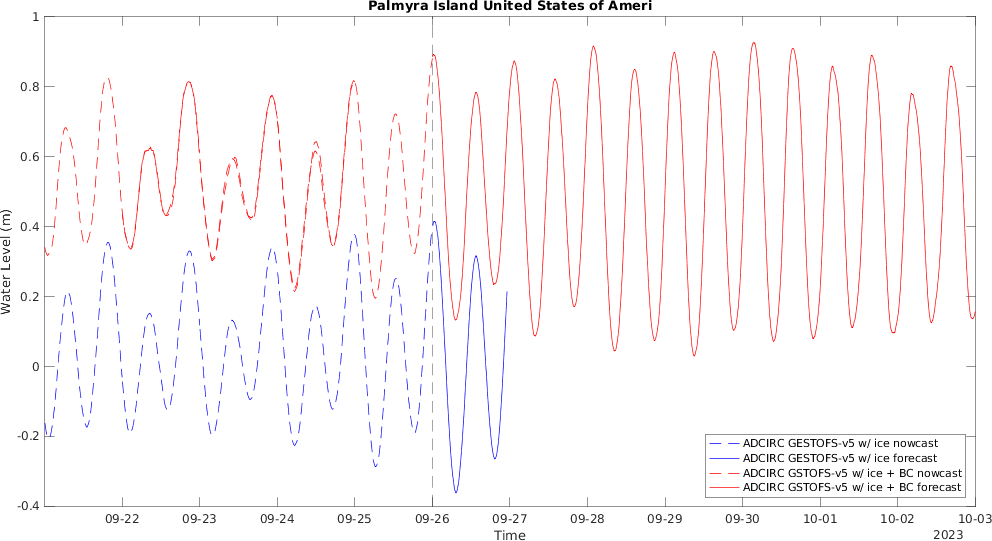 Palmyra Island United States of Ameri
Water Level (m)
1
0.8
0.6
0.4
0.2
0
-0.2
-0.4
ADCIRC GESTOFS-v5 w/ ice nowcast
ADCIRC GESTOFS-v5 w/ ice forecast
ADCIRC GSTOFS-v5 w/ ice + BC nowcast
ADCIRC GSTOFS-v5 w/ ice + BC forecast
09-22 09-23 09-24 09-25 09-26 09-27 09-28 09-29 09-30 10-01 10-02 10-03
Time
2023